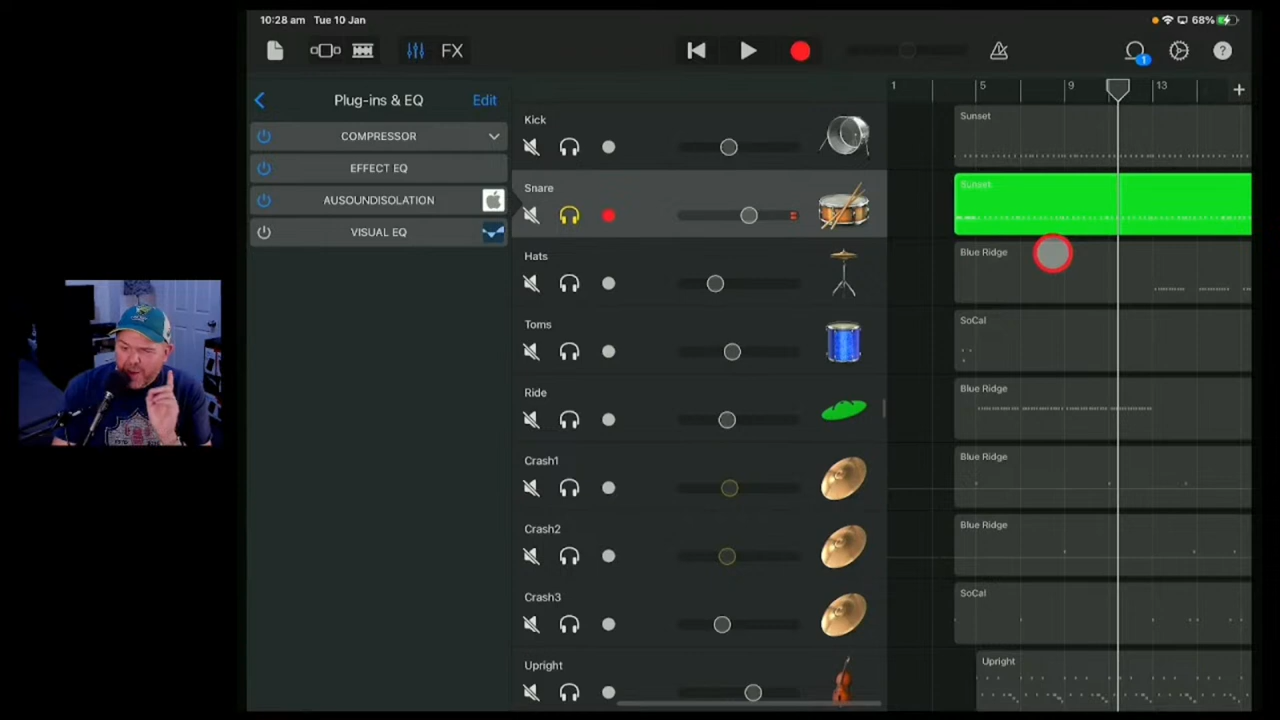 10:28 am Tue 10 Jan
68%
FX
1
?
Plug-ins & EQ
Edit
COMPRESSOR
EFFECT EQ
AUSOUNDISOLATION
VISUAL EQ
1 5 9 13 +
Kick
Sunset
Snare
Sunset
Hats
Blue Ridge
Toms
SoCal
Ride
Blue Ridge
Crash1
Blue Ridge
Crash2
Blue Ridge
Crash3
SoCal
Upright
Upright